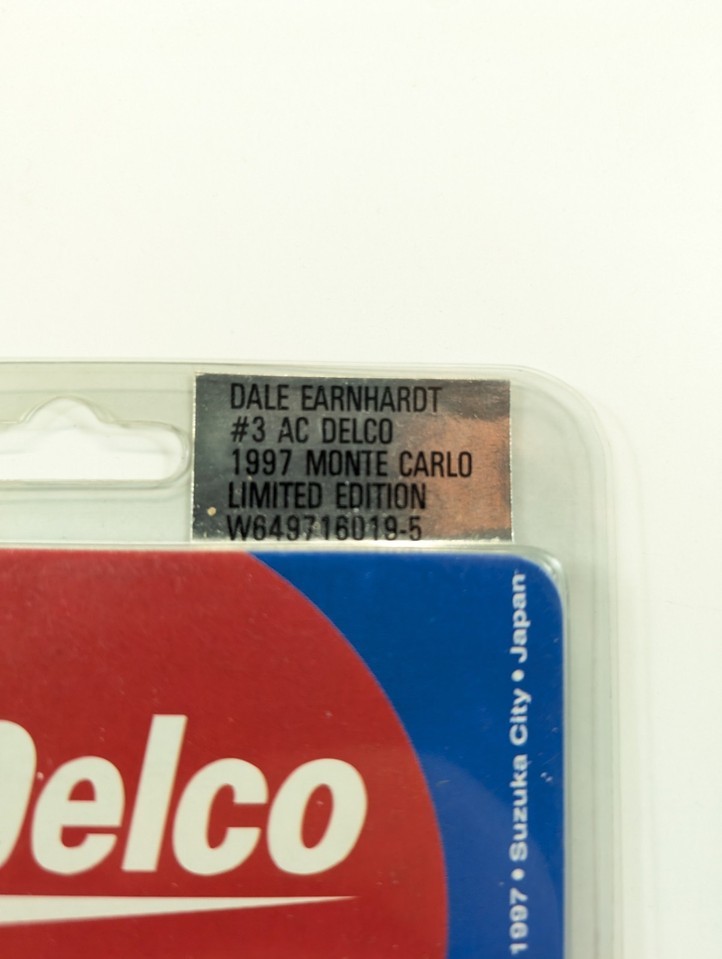 DALE EARNHARDT
#3 AC DELCO
1997 MONTE CARLO
LIMITED EDITION
W649716019-5
Delco
1997 • Suzuka City • Japan